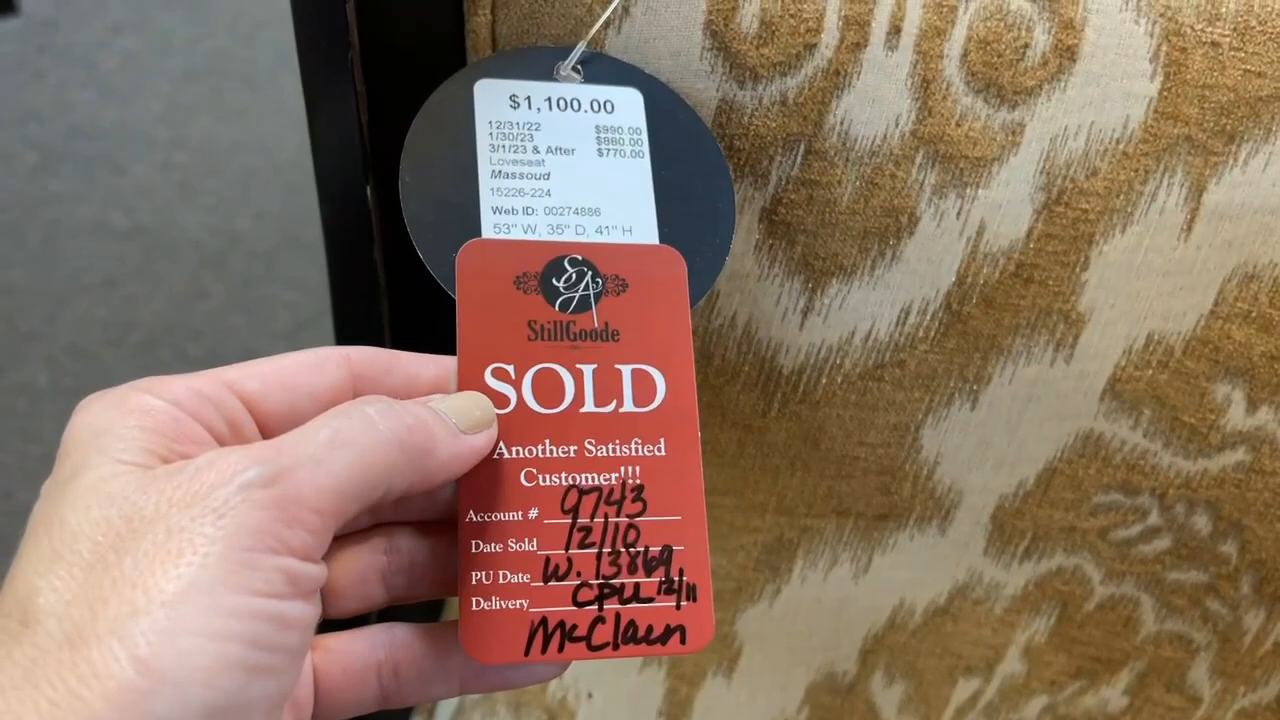 $1,100.00
12/31/22 $990.00
1/30/23 $880.00
3/1/23 & After $770.00
Loveseat
Massoud
15226-224
Web ID: 00274886
53" W, 35" D, 41" H
SGA
StillGoode
SOLD
Another Satisfied
Customer!!!
Account # 9743
Date Sold 12/10
PU Date W. 13869
Delivery CPU 12/11
McClain